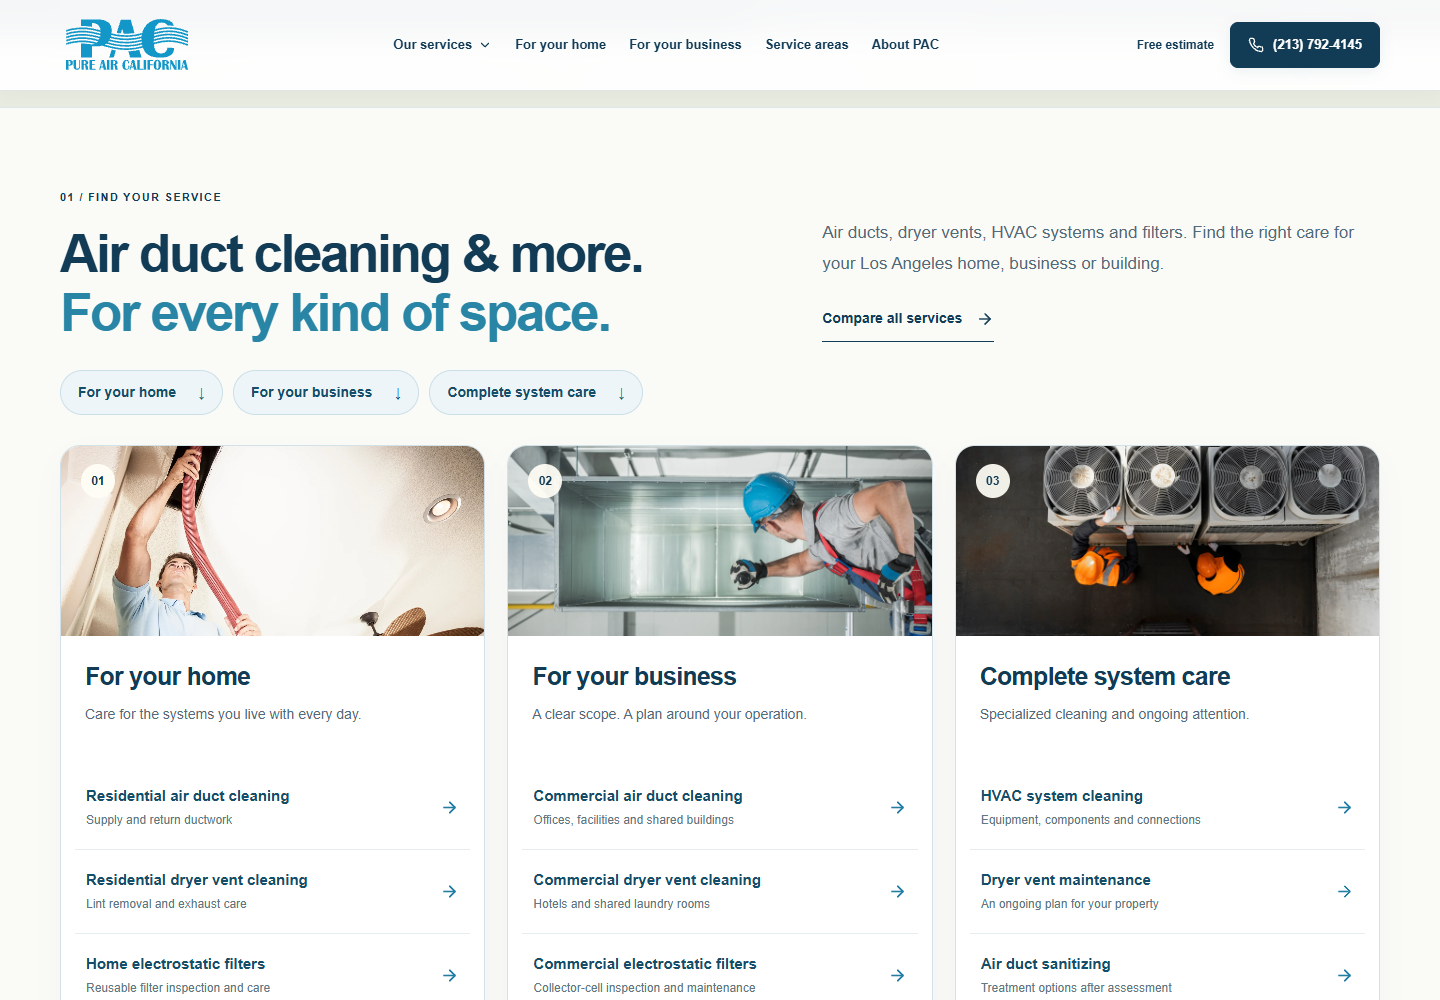 PAC
PURE AIR CALIFORNIA
Our services
For your home
For your business
Service areas
About PAC
Free estimate
(213) 792-4145
01 / FIND YOUR SERVICE
Air duct cleaning & more.
For every kind of space.
Air ducts, dryer vents, HVAC systems and filters. Find the right care for
your Los Angeles home, business or building.
Compare all services
For your home
For your business
Complete system care
01
For your home
Care for the systems you live with every day.
Residential air duct cleaning
Supply and return ductwork
Residential dryer vent cleaning
Lint removal and exhaust care
Home electrostatic filters
Reusable filter inspection and care
02
For your business
A clear scope. A plan around your operation.
Commercial air duct cleaning
Offices, facilities and shared buildings
Commercial dryer vent cleaning
Hotels and shared laundry rooms
Commercial electrostatic filters
Collector-cell inspection and maintenance
03
Complete system care
Specialized cleaning and ongoing attention.
HVAC system cleaning
Equipment, components and connections
Dryer vent maintenance
An ongoing plan for your property
Air duct sanitizing
Treatment options after assessment